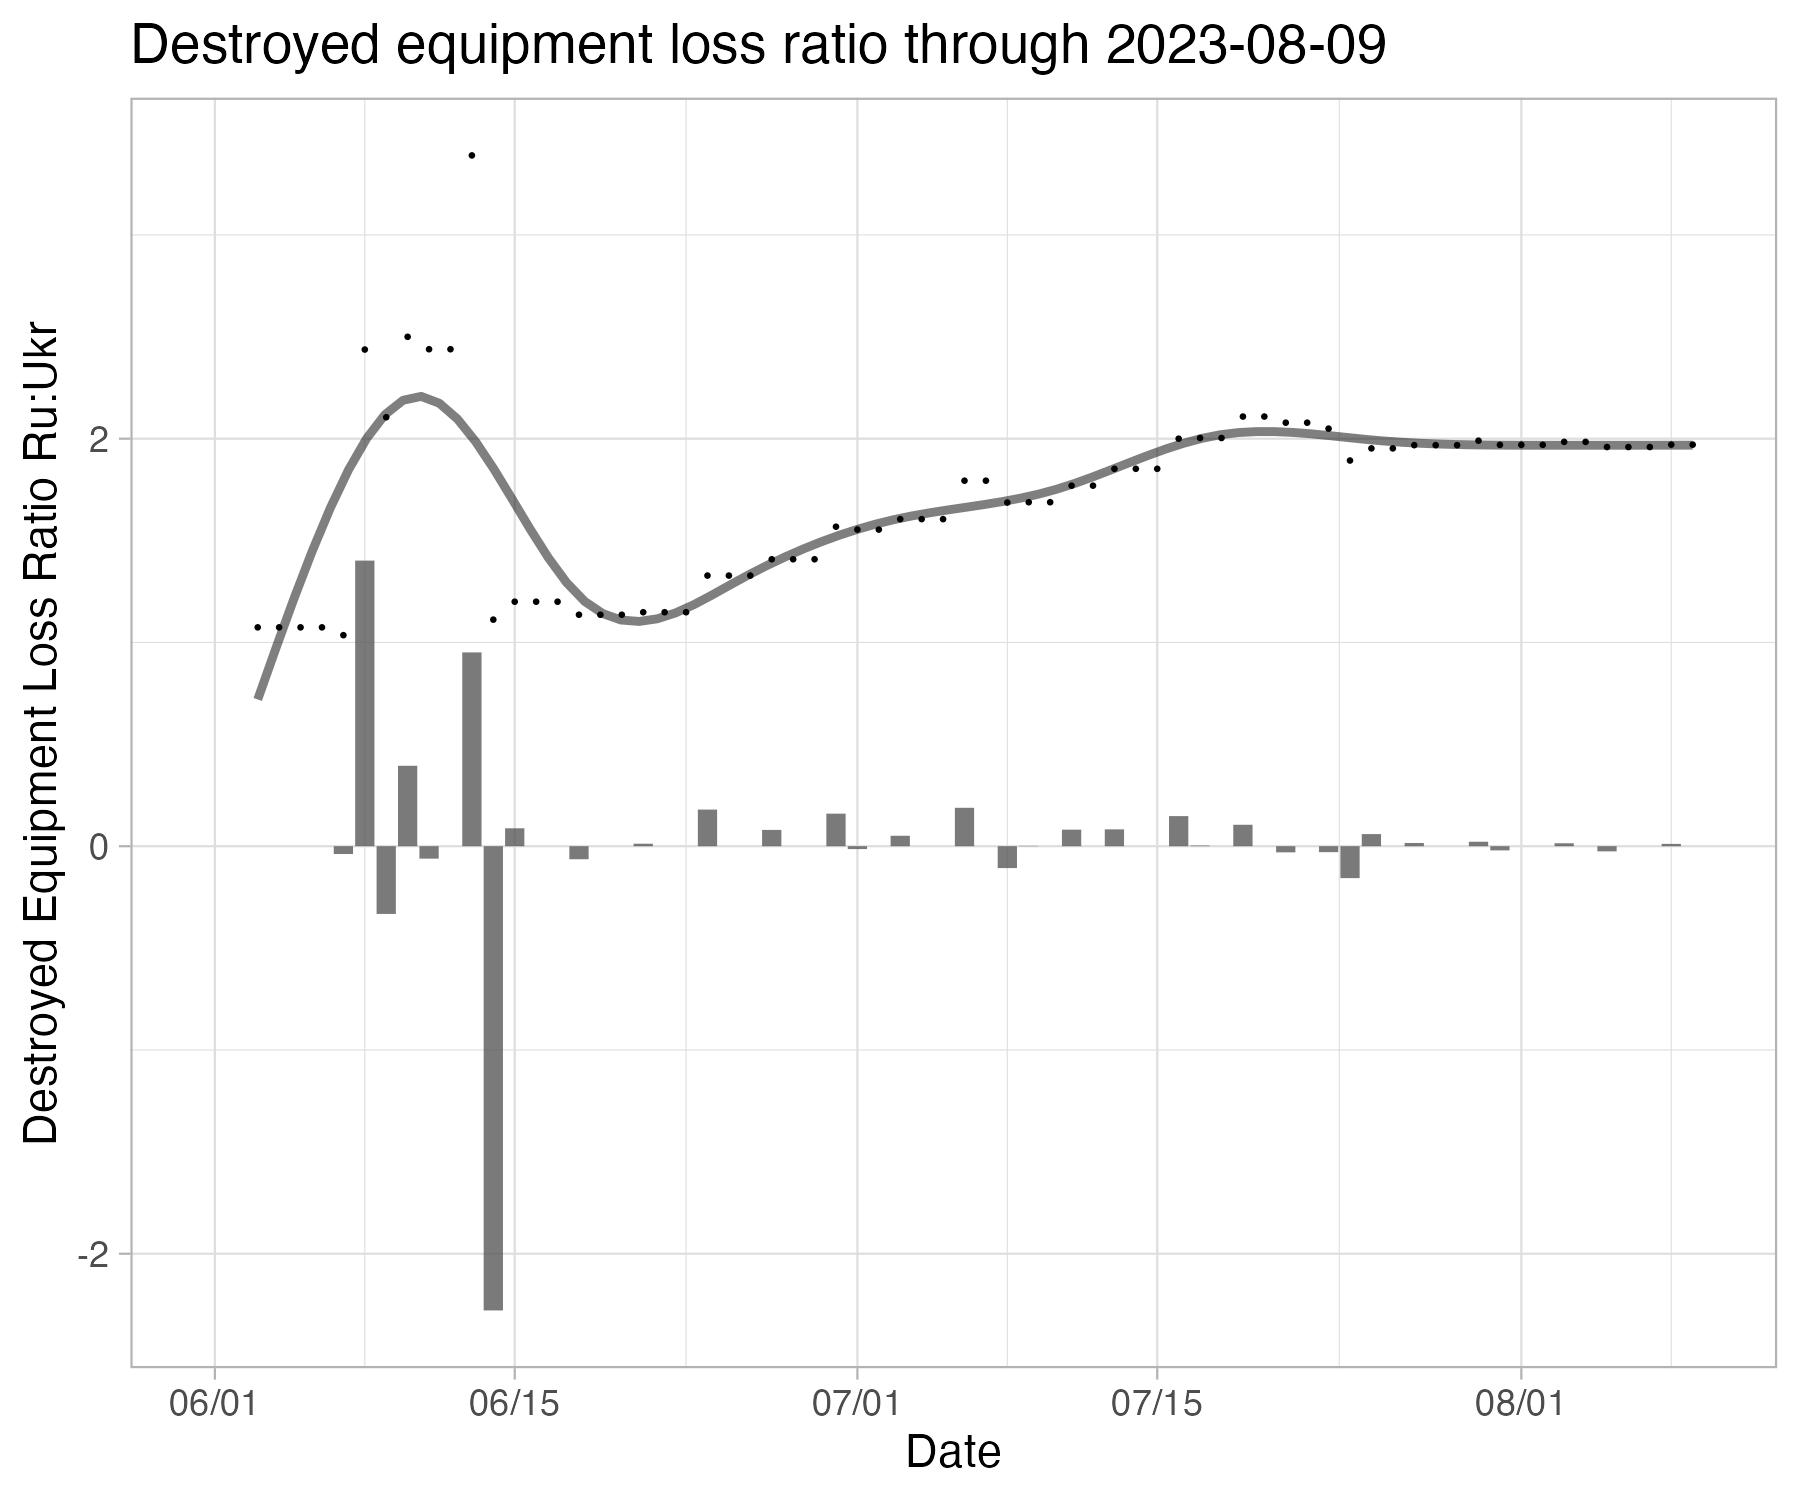 Destroyed equipment loss ratio through 2023-08-09
Destroyed Equipment Loss Ratio Ru:Ukr
2
0
-2
06/01
06/15
07/01
07/15
08/01
Date